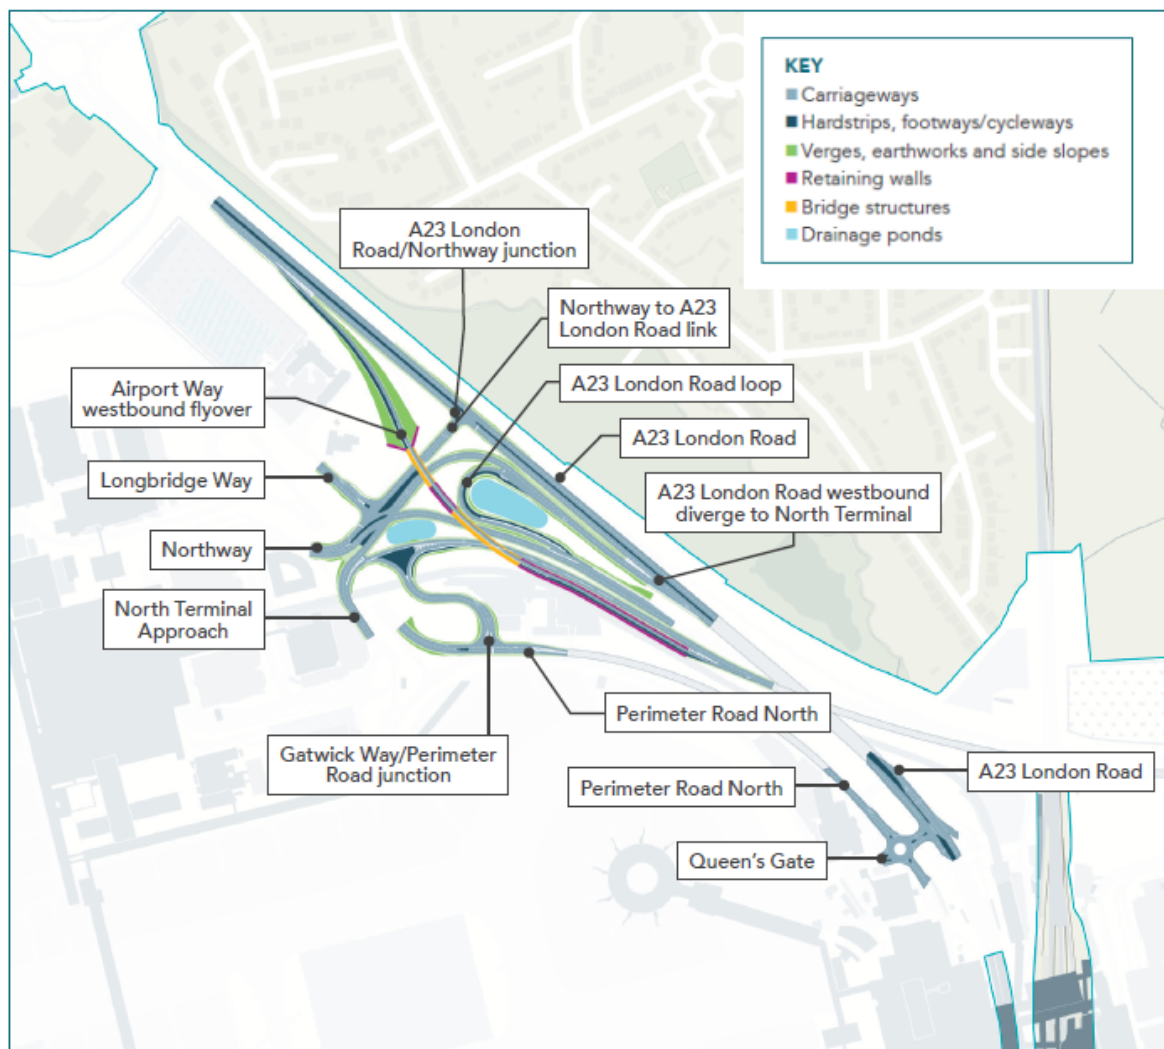 KEY
Carriageways
Hardstrips, footways/cycleways
Verges, earthworks and side slopes
Retaining walls
Bridge structures
Drainage ponds
A23 London
Road/Northway junction
Northway to A23
London Road link
A23 London Road loop
Airport Way
westbound flyover
A23 London Road
Longbridge Way
A23 London Road westbound
diverge to North Terminal
Northway
North Terminal
Approach
Perimeter Road North
Gatwick Way/Perimeter
Road junction
A23 London Road
Perimeter Road North
Queen's Gate